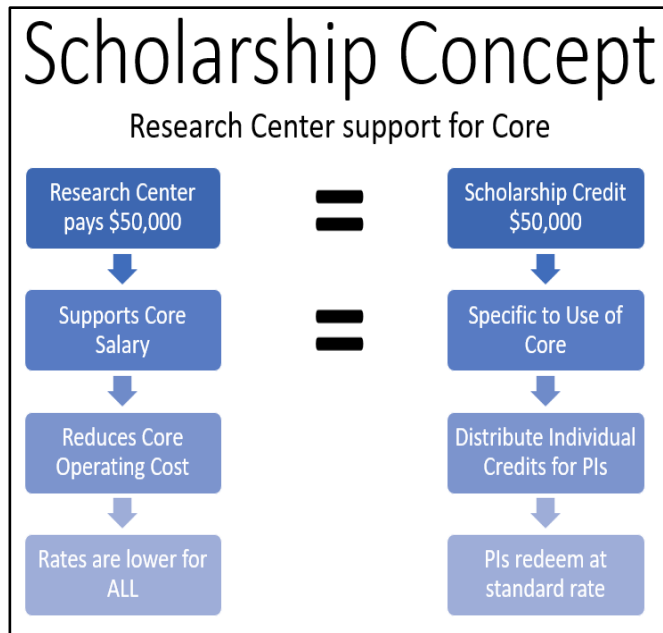 Scholarship Concept
Research Center support for Core
Research Center
pays $50,000
=
Scholarship Credit
$50,000
Supports Core
Salary
=
Specific to Use of
Core
Reduces Core
Operating Cost
Distribute Individual
Credits for PIs
Rates are lower for
ALL
PIs redeem at
standard rate